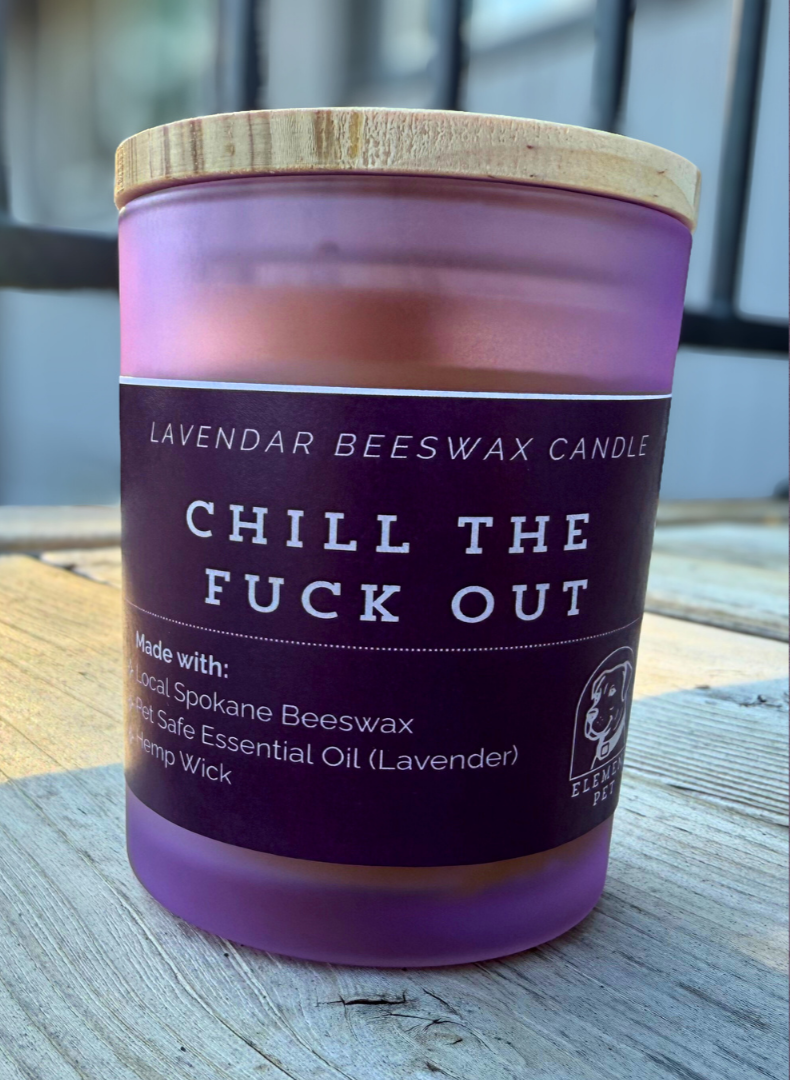 LAVENDAR BEESWAX CANDLE
CHILL THE
FUCK OUT
Made with:
Local Spokane Beeswax
Pet Safe Essential Oil (Lavender)
Hemp Wick
PET